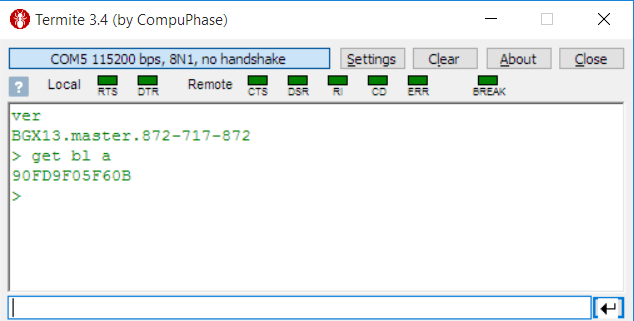 Termite 3.4 (by CompuPhase)
COM5 115200 bps, 8N1, no handshake Settings Clear About Close
? Local RTS DTR Remote CTS DSR RI CD ERR BREAK
ver
BGX13.master.872-717-872
> get bl a
90FD9F05F60B
>